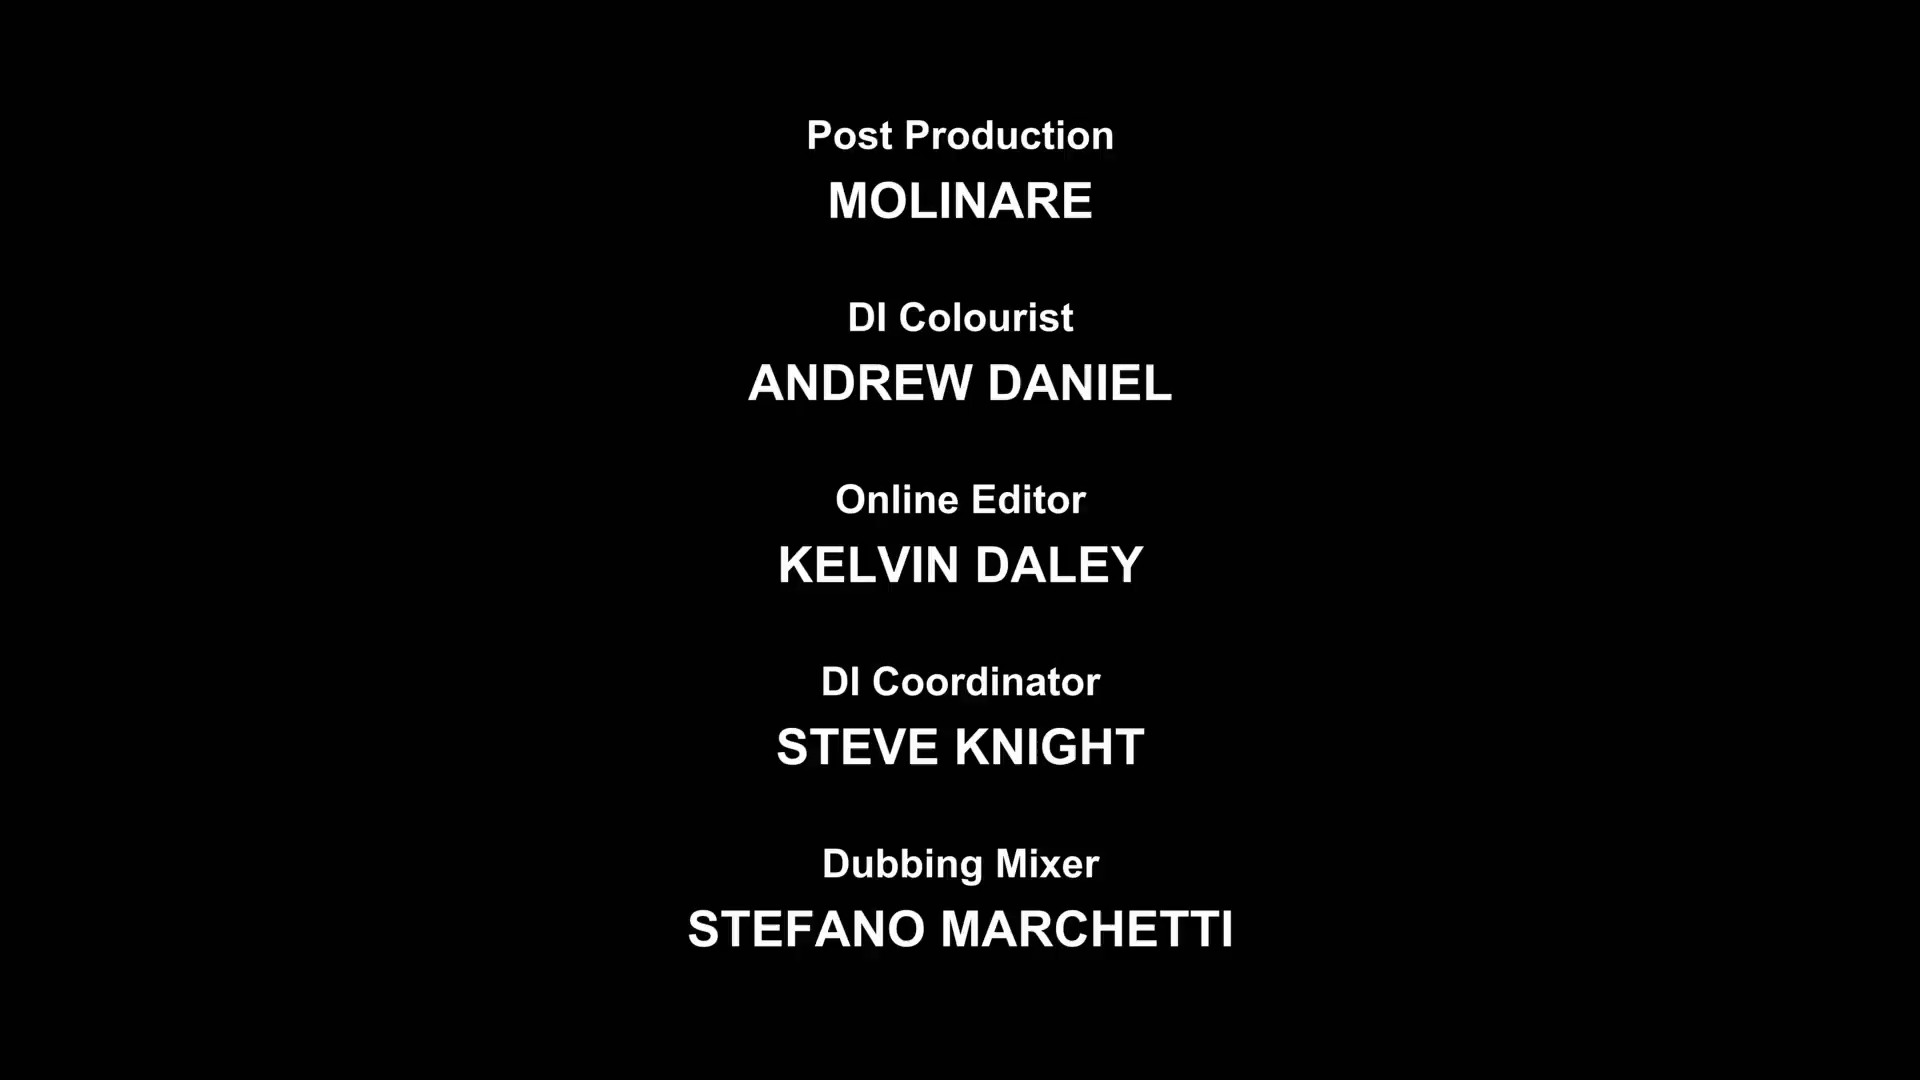 Post Production
MOLINARE
DI Colourist
ANDREW DANIEL
Online Editor
KELVIN DALEY
DI Coordinator
STEVE KNIGHT
Dubbing Mixer
STEFANO MARCHETTI